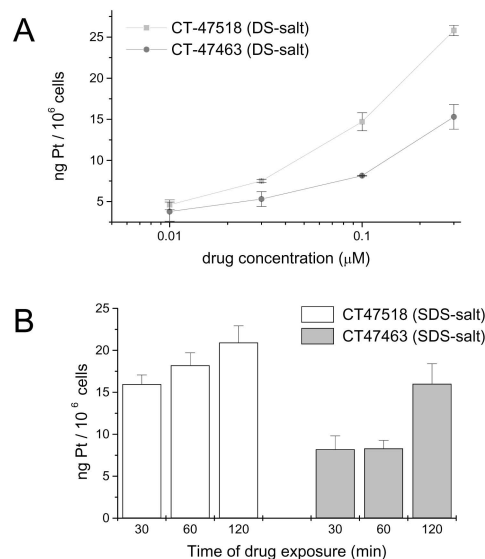 A
CT-47518 (DS-salt)
CT-47463 (DS-salt)
25
20
15
10
5
ng Pt / 10⁶ cells
0.01 0.1
drug concentration (μM)
B
CT47518 (SDS-salt)
CT47463 (SDS-salt)
25
20
15
10
5
0
ng Pt / 10⁶ cells
30 60 120 30 60 120
Time of drug exposure (min)